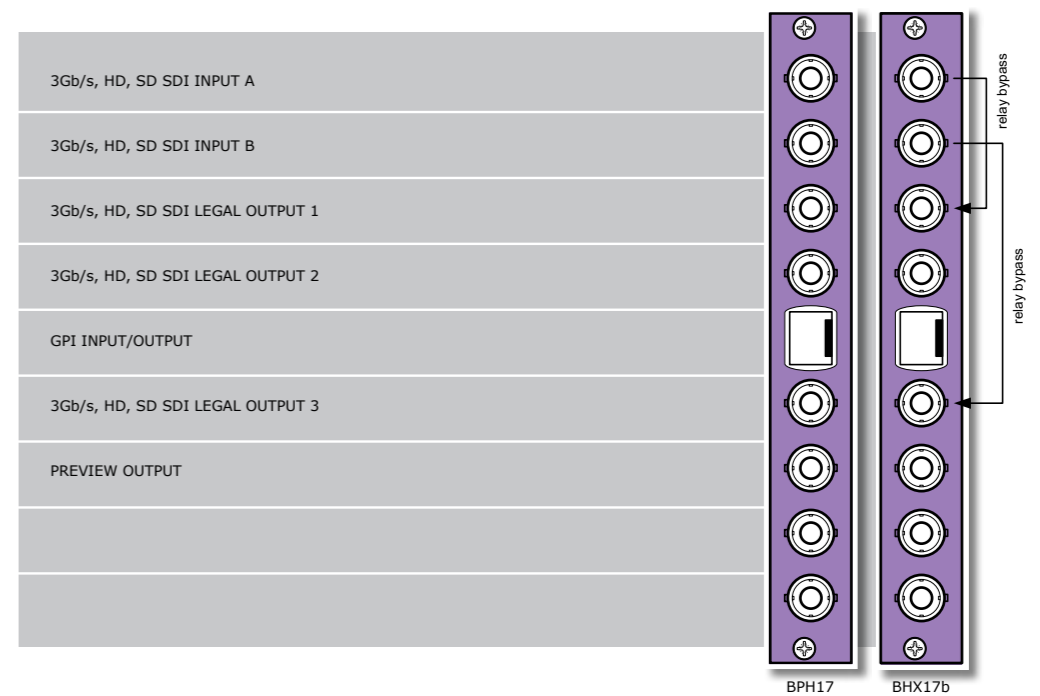 3Gb/s, HD, SD SDI INPUT A
3Gb/s, HD, SD SDI INPUT B
3Gb/s, HD, SD SDI LEGAL OUTPUT 1
3Gb/s, HD, SD SDI LEGAL OUTPUT 2
GPI INPUT/OUTPUT
3Gb/s, HD, SD SDI LEGAL OUTPUT 3
PREVIEW OUTPUT
relay bypass
relay bypass
BPH17
BHX17b